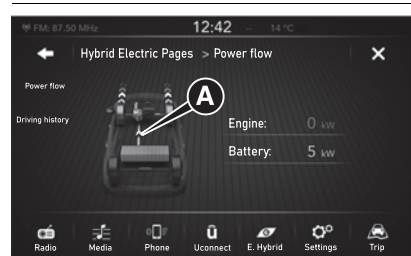 FM: 87.50 MHz 12:42 -- 14 °C
Hybrid Electric Pages > Power flow
Power flow
Driving history
A
Engine: 0 kW
Battery: 5 kW
Radio Media Phone Uconnect E. Hybrid Settings Trip